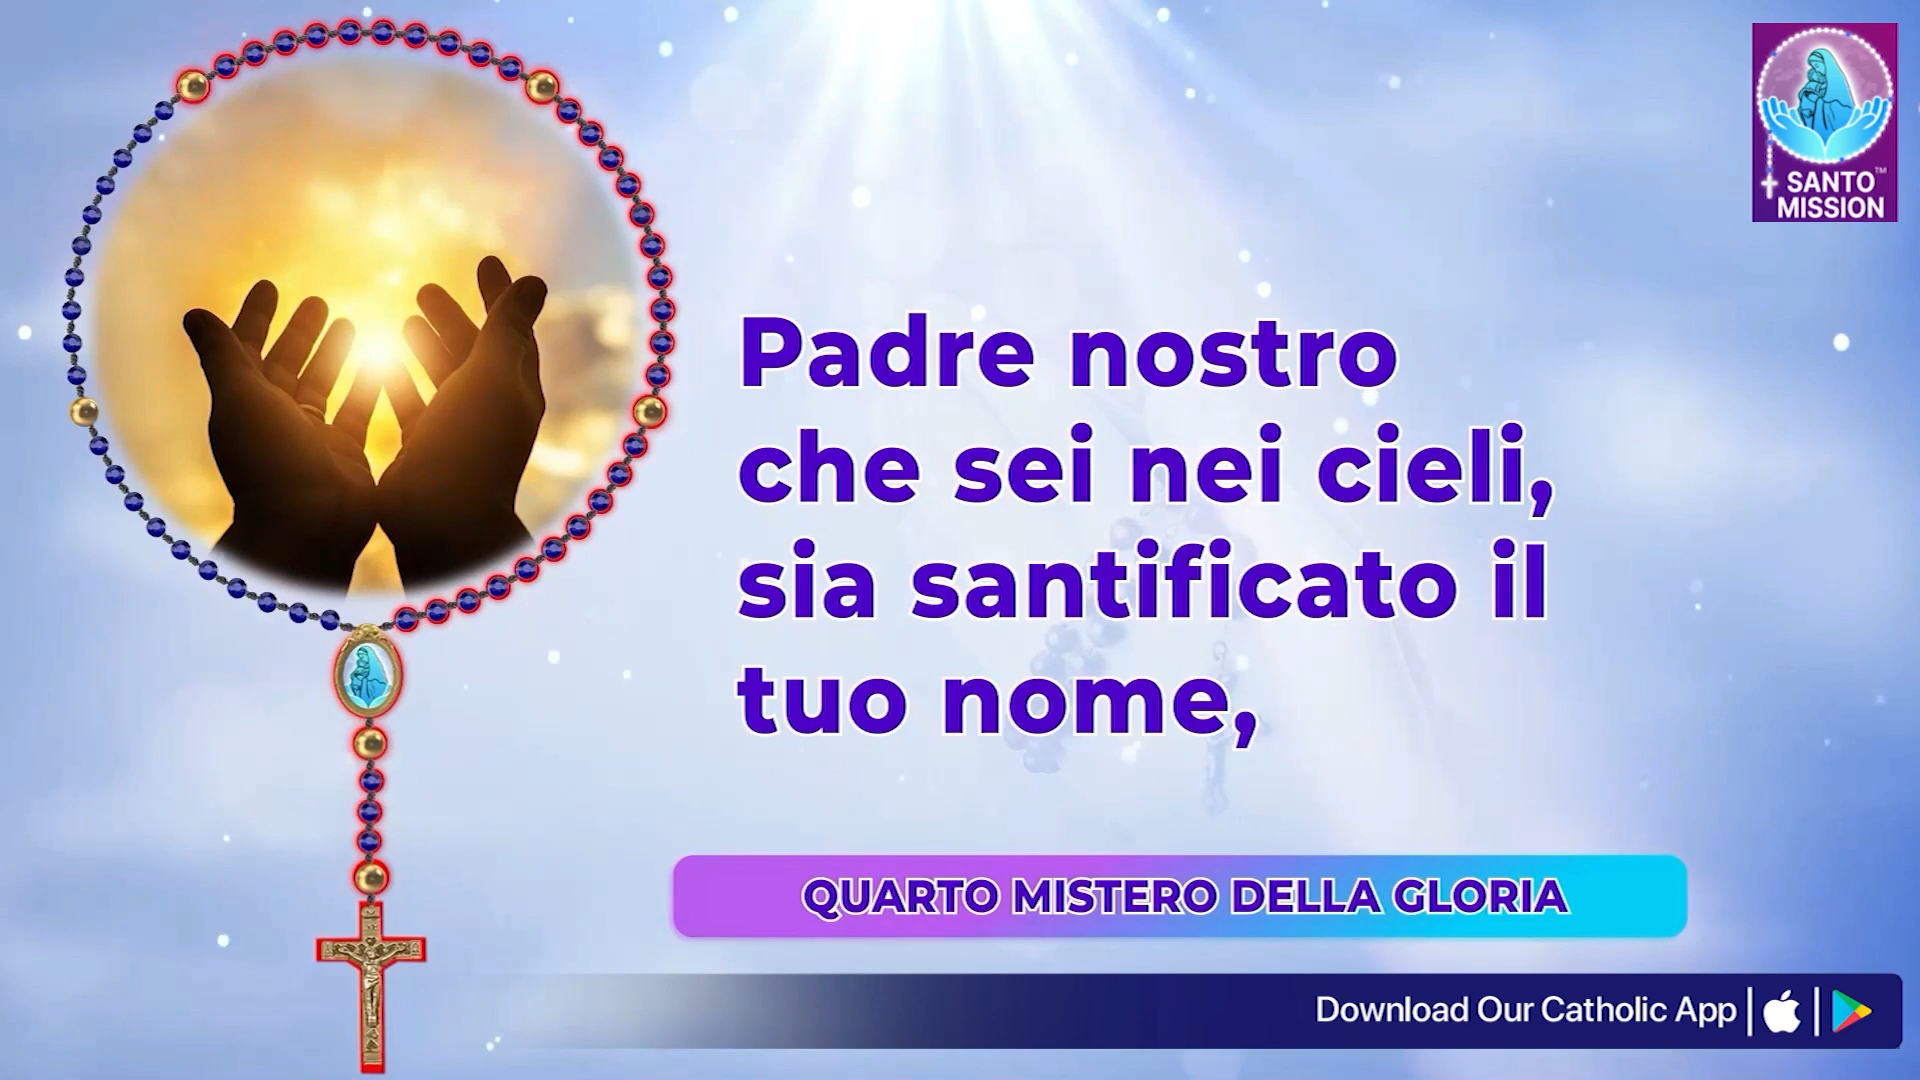 SANTO™
MISSION
Padre nostro
che sei nei cieli,
sia santificato il
tuo nome,
QUARTO MISTERO DELLA GLORIA
Download Our Catholic App